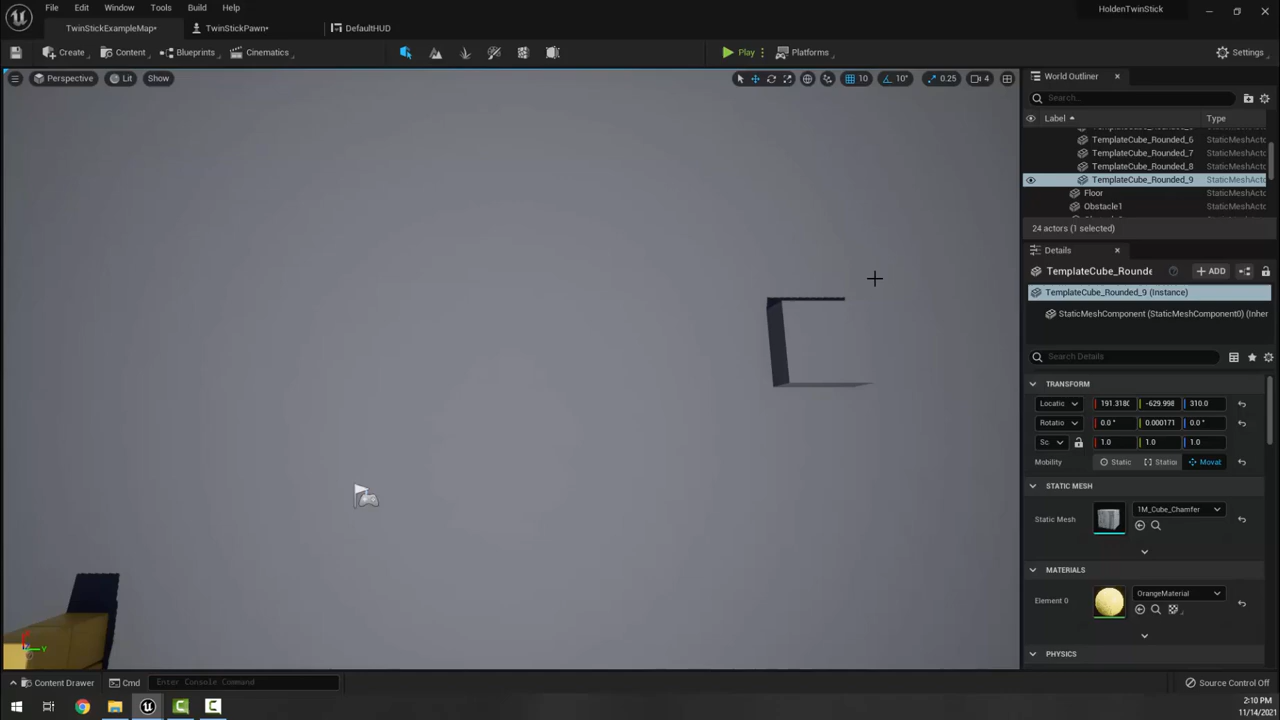 File Edit Window Tools Build Help HoldenTwinStick
TwinStickExampleMap* TwinStickPawn* DefaultHUD
Create Content Blueprints Cinematics Play Platforms Settings
Perspective Lit Show 10 10° 0.25 4
World Outliner
Search...
Label Type
TemplateCube_Rounded_6 StaticMeshActo
TemplateCube_Rounded_7 StaticMeshActo
TemplateCube_Rounded_8 StaticMeshActo
TemplateCube_Rounded_9 StaticMeshActo
Floor StaticMeshActo
Obstacle1 StaticMeshActo
24 actors (1 selected)
Details
TemplateCube_Rounde ADD
TemplateCube_Rounded_9 (Instance)
StaticMeshComponent (StaticMeshComponent0) (Inher
Search Details
TRANSFORM
Locatic 191.318( -629.998 310.0
Rotatio 0.0 ° 0.000171 0.0 °
Sc 1.0 1.0 1.0
Mobility Static Station Movab
STATIC MESH
Static Mesh 1M_Cube_Chamfer
MATERIALS
Element 0 OrangeMaterial
PHYSICS
X Y
Content Drawer Cmd Enter Console Command Source Control Off
2:10 PM
11/14/2021